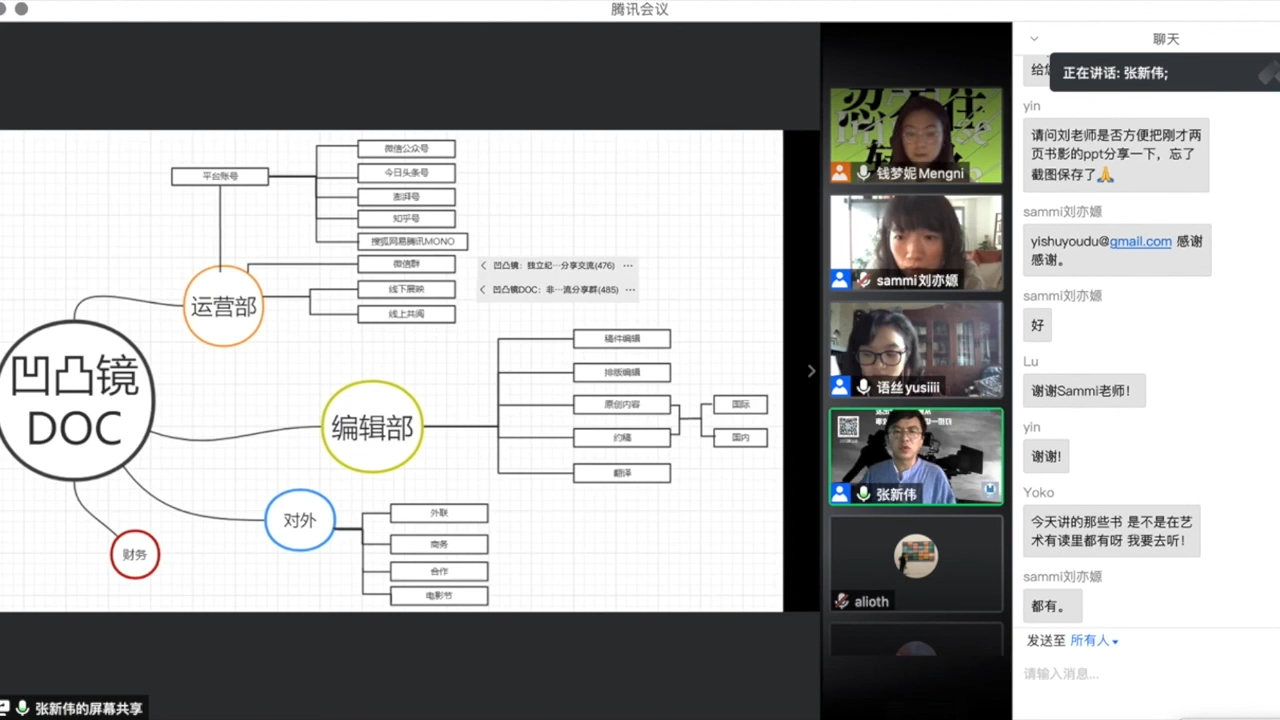 腾讯会议
平台账号
微信公众号
今日头条号
澎湃号
知乎号
搜狐网易腾讯MONO
微信群
凹凸镜：独立纪…分享交流(476)
凹凸镜DOC：非…流分享群(485)
线下展映
线上共阅
运营部
凹凸镜
DOC
编辑部
稿件编辑
排版编辑
原创内容
约稿
翻译
国际
国内
对外
外联
商务
合作
电影节
财务
张新伟的屏幕共享
钱梦妮Mengni
sammi刘亦嫄
语丝yusiiii
张新伟
alioth
聊天
正在讲话: 张新伟;
yin
请问刘老师是否方便把刚才两
页书影的ppt分享一下，忘了
截图保存了🙏
sammi刘亦嫄
yishuyoudu@gmail.com 感谢
感谢。
sammi刘亦嫄
好
Lu
谢谢Sammi老师！
yin
谢谢!
Yoko
今天讲的那些书 是不是在艺
术有读里都有呀 我要去听！
sammi刘亦嫄
都有。
发送至 所有人
请输入消息...